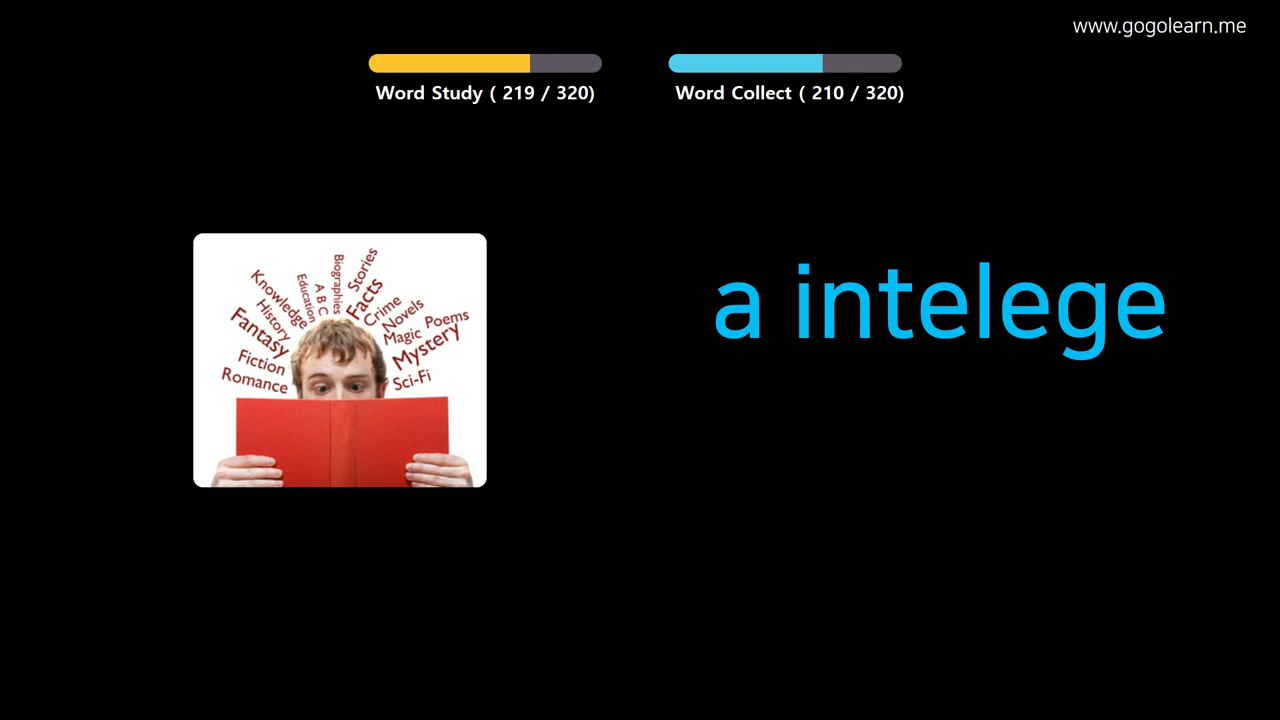 www.gogolearn.me
Word Study ( 219 / 320)
Word Collect ( 210 / 320)
a intelege
Knowledge
History
Fantasy
Fiction
Romance
Education
A B C
Biographies
Stories
Facts
Crime
Novels
Magic
Poems
Mystery
Sci-Fi